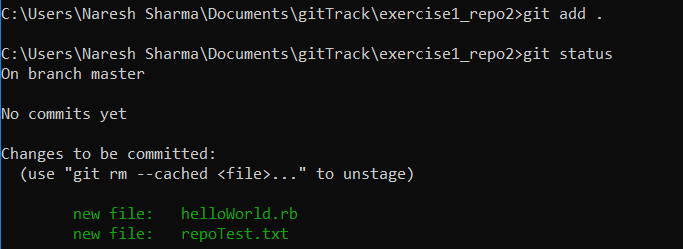 C:\Users\Naresh Sharma\Documents\gitTrack\exercise1_repo2>git add .
C:\Users\Naresh Sharma\Documents\gitTrack\exercise1_repo2>git status
On branch master
No commits yet
Changes to be committed:
  (use "git rm --cached <file>..." to unstage)
        new file:   helloWorld.rb
        new file:   repoTest.txt